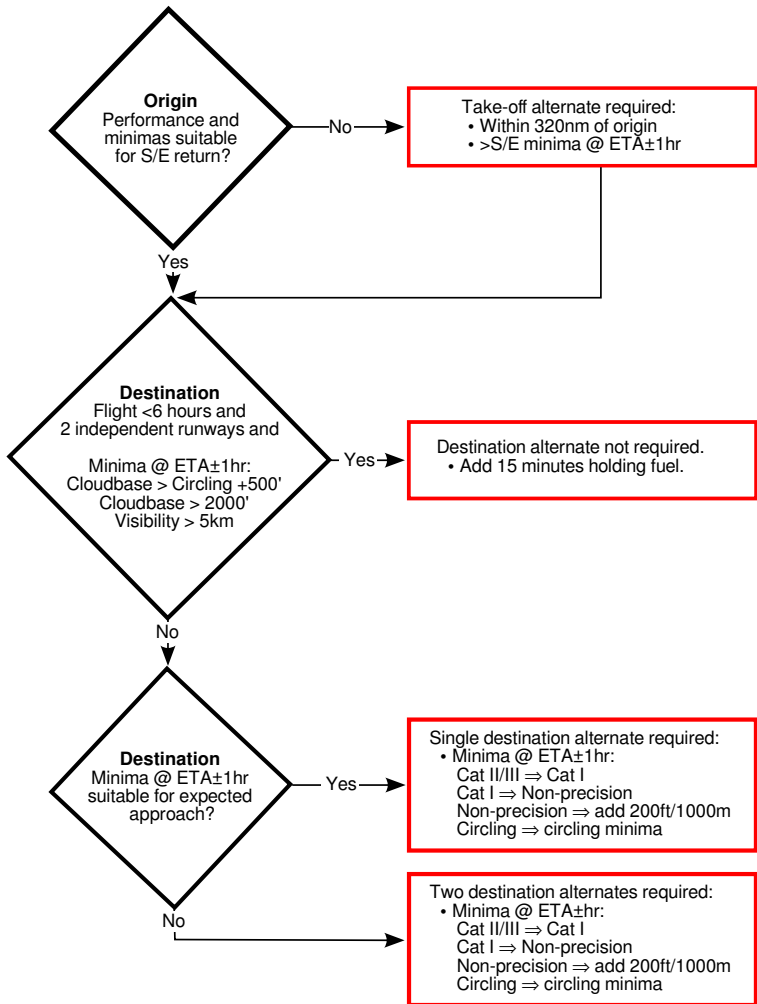 Origin
Performance and
minimas suitable
for S/E return?
No
Take-off alternate required:
• Within 320nm of origin
• >S/E minima @ ETA±1hr
Yes
Destination
Flight <6 hours and
2 independent runways and
Minima @ ETA±1hr:
Cloudbase > Circling +500'
Cloudbase > 2000'
Visibility > 5km
Yes
Destination alternate not required.
• Add 15 minutes holding fuel.
No
Destination
Minima @ ETA±1hr
suitable for expected
approach?
Yes
Single destination alternate required:
• Minima @ ETA±1hr:
Cat II/III ⇒ Cat I
Cat I ⇒ Non-precision
Non-precision ⇒ add 200ft/1000m
Circling ⇒ circling minima
No
Two destination alternates required:
• Minima @ ETA±hr:
Cat II/III ⇒ Cat I
Cat I ⇒ Non-precision
Non-precision ⇒ add 200ft/1000m
Circling ⇒ circling minima